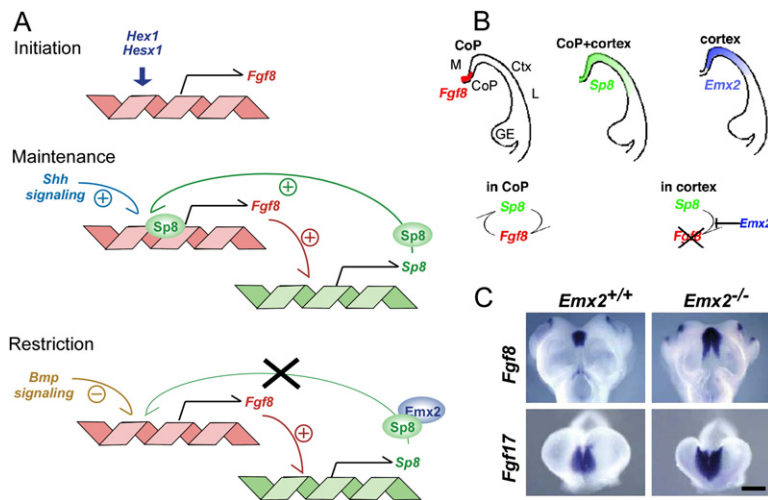 A
Initiation
Hex1
Hesx1
Fgf8
Maintenance
Shh
signaling
+
+
Fgf8
Sp8
+
Sp8
Sp8
Restriction
Bmp
signaling
−
Fgf8
+
Emx2
Sp8
Sp8
B
CoP
M
Ctx
Fgf8
CoP
L
GE
CoP+cortex
Sp8
cortex
Emx2
in CoP
Sp8
Fgf8
in cortex
Sp8
Emx2
Fgf8
C
Emx2+/+
Emx2-/-
Fgf8
Fgf17